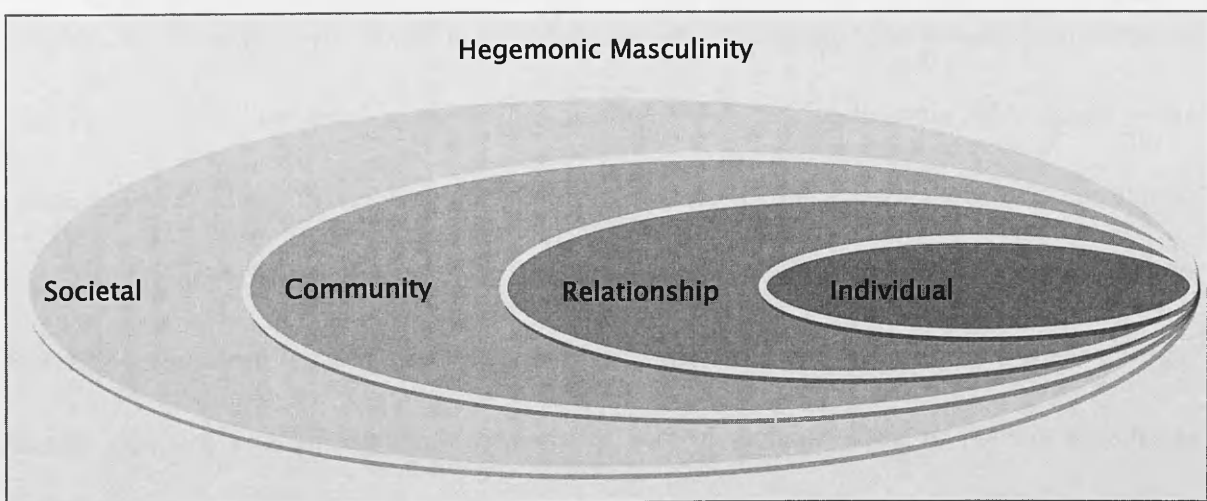 Hegemonic Masculinity
Societal
Community
Relationship
Individual